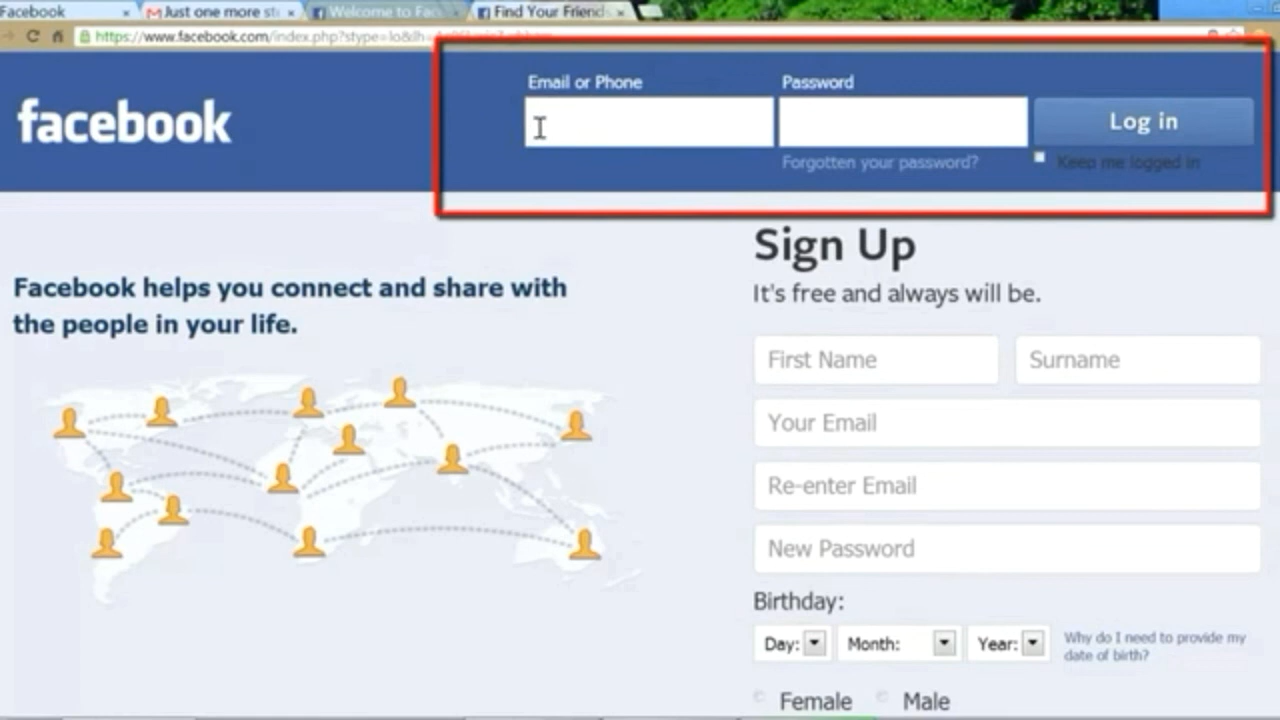 Facebook
Just one more st
Welcome to Fac
Find Your Friend
https://www.facebook.com/index.php?stype=lo&lh=
Email or Phone
Password
facebook
Log in
Forgotten your password?
Keep me logged in
Sign Up
It's free and always will be.
Facebook helps you connect and share with
the people in your life.
First Name
Surname
Your Email
Re-enter Email
New Password
Birthday:
Day:
Month:
Year:
Why do I need to provide my
date of birth?
Female
Male